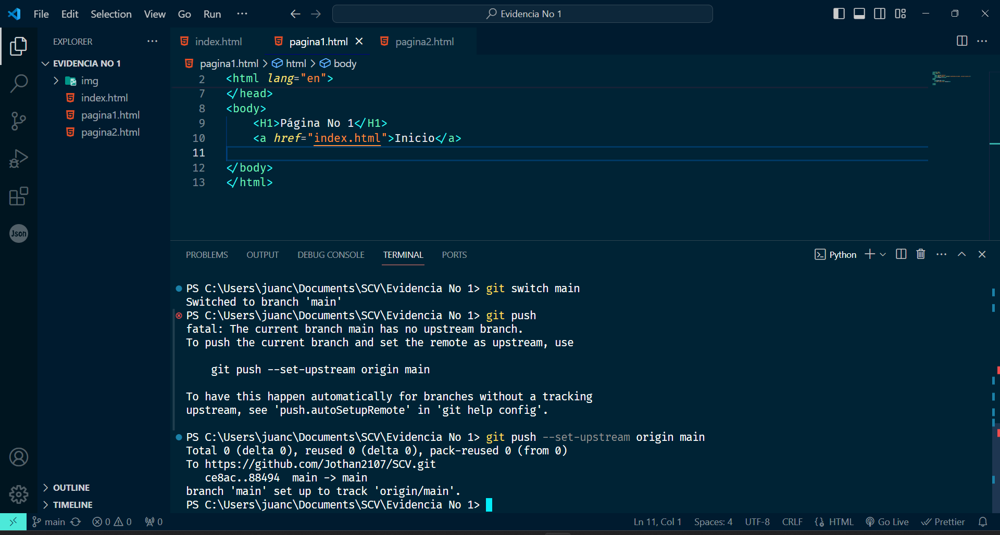 File Edit Selection View Go Run ···
Evidencia No 1
EXPLORER ···
EVIDENCIA NO 1
img
index.html
pagina1.html
pagina2.html
Json
OUTLINE
TIMELINE
index.html pagina1.html pagina2.html ···
pagina1.html > html > body
2 <html lang="en">
7 </head>
8 <body>
9 <H1>Página No 1</H1>
10 <a href="index.html">Inicio</a>
11
12 </body>
13 </html>
PROBLEMS OUTPUT DEBUG CONSOLE TERMINAL PORTS Python ···
PS C:\Users\juanc\Documents\SCV\Evidencia No 1> git switch main
Switched to branch 'main'
PS C:\Users\juanc\Documents\SCV\Evidencia No 1> git push
fatal: The current branch main has no upstream branch.
To push the current branch and set the remote as upstream, use
git push --set-upstream origin main
To have this happen automatically for branches without a tracking
upstream, see 'push.autoSetupRemote' in 'git help config'.
PS C:\Users\juanc\Documents\SCV\Evidencia No 1> git push --set-upstream origin main
Total 0 (delta 0), reused 0 (delta 0), pack-reused 0 (from 0)
To https://github.com/Jothan2107/SCV.git
ce8ac..88494 main -> main
branch 'main' set up to track 'origin/main'.
PS C:\Users\juanc\Documents\SCV\Evidencia No 1>
main 0 0 0 Ln 11, Col 1 Spaces: 4 UTF-8 CRLF HTML Go Live Prettier